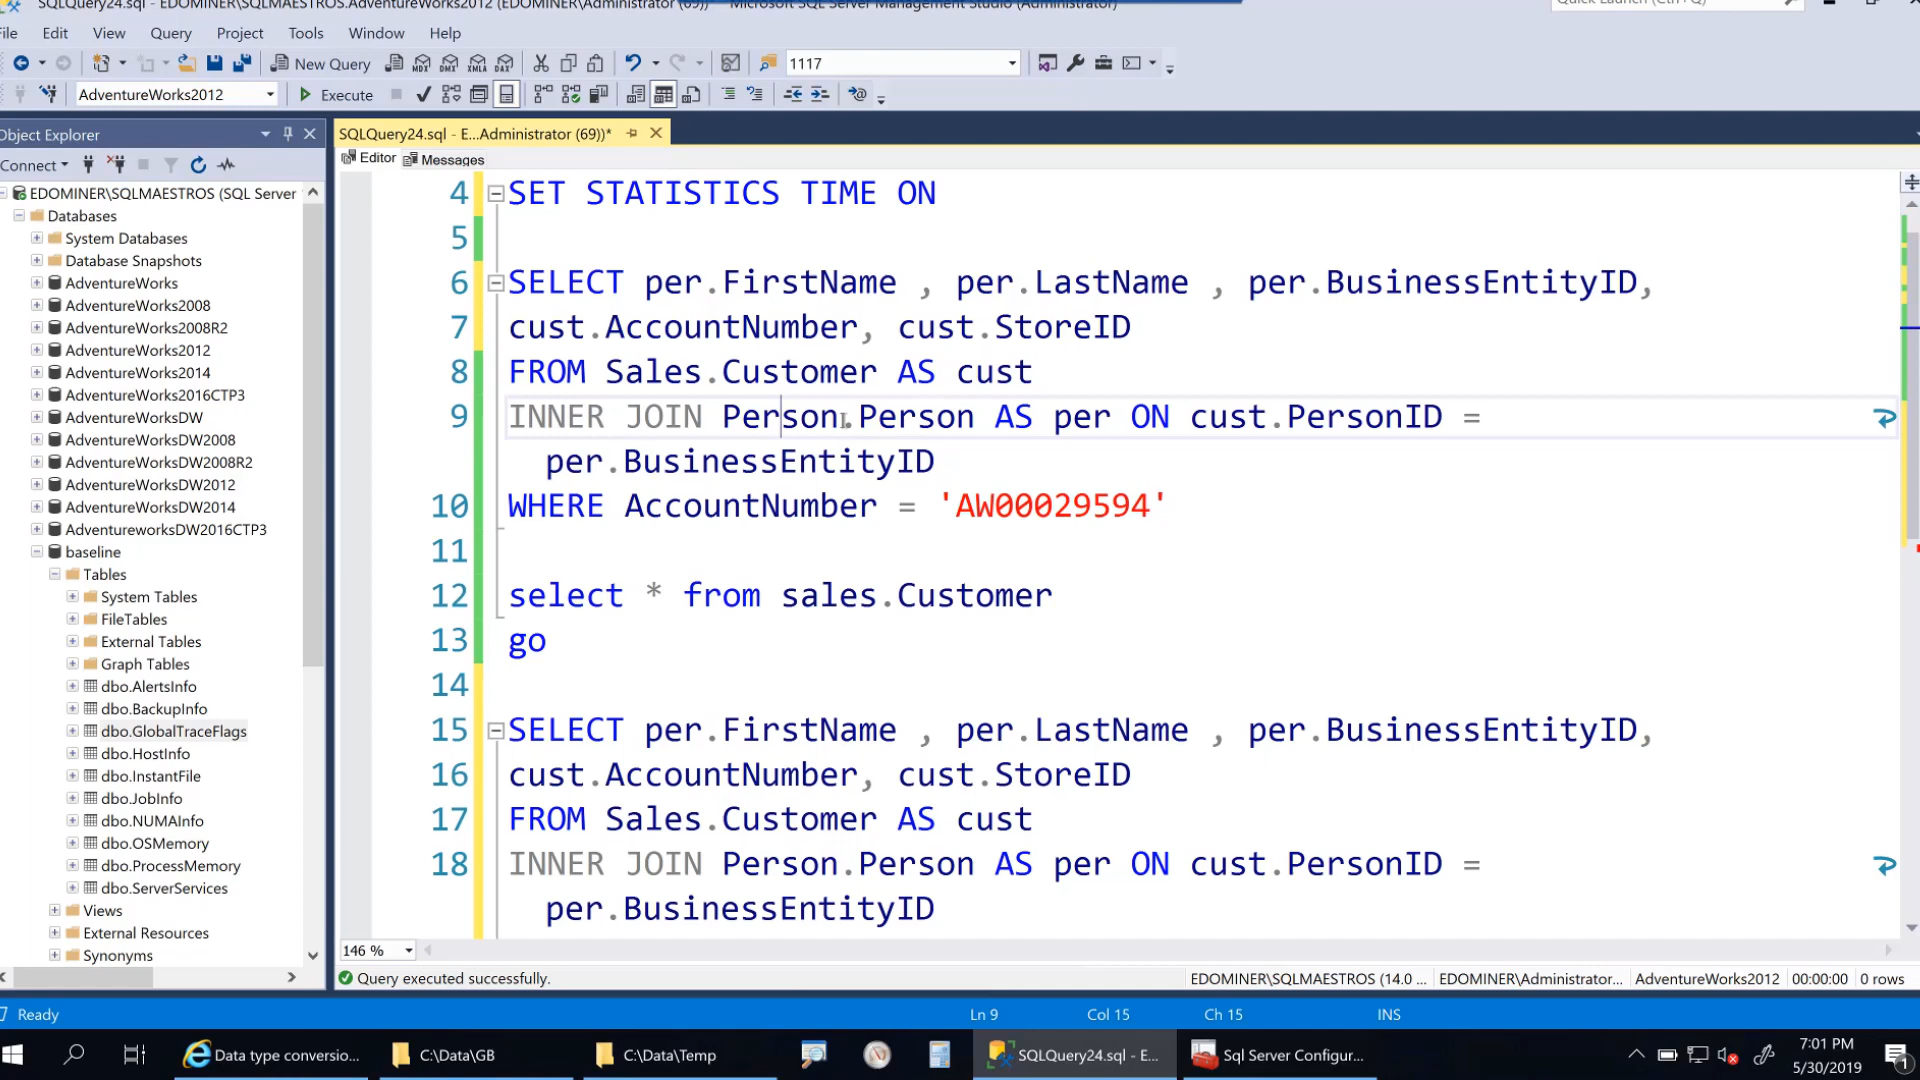 SQLQuery24.sql - EDOMINER\SQLMAESTROS.AdventureWorks2012 (EDOMINER\Administrator (69))* - Microsoft SQL Server Management Studio (Administrator)
Quick Launch (Ctrl+Q)
File Edit View Query Project Tools Window Help
New Query
MDX DMX XMLA DAX
1117
AdventureWorks2012
Execute
Object Explorer
Connect
EDOMINER\SQLMAESTROS (SQL Server
Databases
System Databases
Database Snapshots
AdventureWorks
AdventureWorks2008
AdventureWorks2008R2
AdventureWorks2012
AdventureWorks2014
AdventureWorks2016CTP3
AdventureWorksDW
AdventureWorksDW2008
AdventureWorksDW2008R2
AdventureWorksDW2012
AdventureWorksDW2014
AdventureworksDW2016CTP3
baseline
Tables
System Tables
FileTables
External Tables
Graph Tables
dbo.AlertsInfo
dbo.BackupInfo
dbo.GlobalTraceFlags
dbo.HostInfo
dbo.InstantFile
dbo.JobInfo
dbo.NUMAInfo
dbo.OSMemory
dbo.ProcessMemory
dbo.ServerServices
Views
External Resources
Synonyms
SQLQuery24.sql - E...Administrator (69))*
Editor Messages
4 SET STATISTICS TIME ON
5
6 SELECT per.FirstName , per.LastName , per.BusinessEntityID,
7 cust.AccountNumber, cust.StoreID
8 FROM Sales.Customer AS cust
9 INNER JOIN Person.Person AS per ON cust.PersonID =
per.BusinessEntityID
10 WHERE AccountNumber = 'AW00029594'
11
12 select * from sales.Customer
13 go
14
15 SELECT per.FirstName , per.LastName , per.BusinessEntityID,
16 cust.AccountNumber, cust.StoreID
17 FROM Sales.Customer AS cust
18 INNER JOIN Person.Person AS per ON cust.PersonID =
per.BusinessEntityID
146 %
Query executed successfully.
EDOMINER\SQLMAESTROS (14.0 ... EDOMINER\Administrator... AdventureWorks2012 00:00:00 0 rows
Ready Ln 9 Col 15 Ch 15 INS
Data type conversio...
C:\Data\GB
C:\Data\Temp
SQLQuery24.sql - E...
Sql Server Configur...
7:01 PM
5/30/2019
1